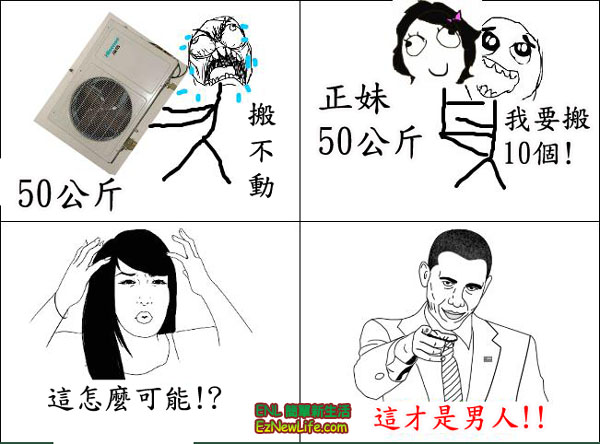 Hisense
搬不動
50公斤
正妹
50公斤
我要搬
10個!
這怎麼可能!?
ENL 簡單新生活
EzNewLife.com
這才是男人!!